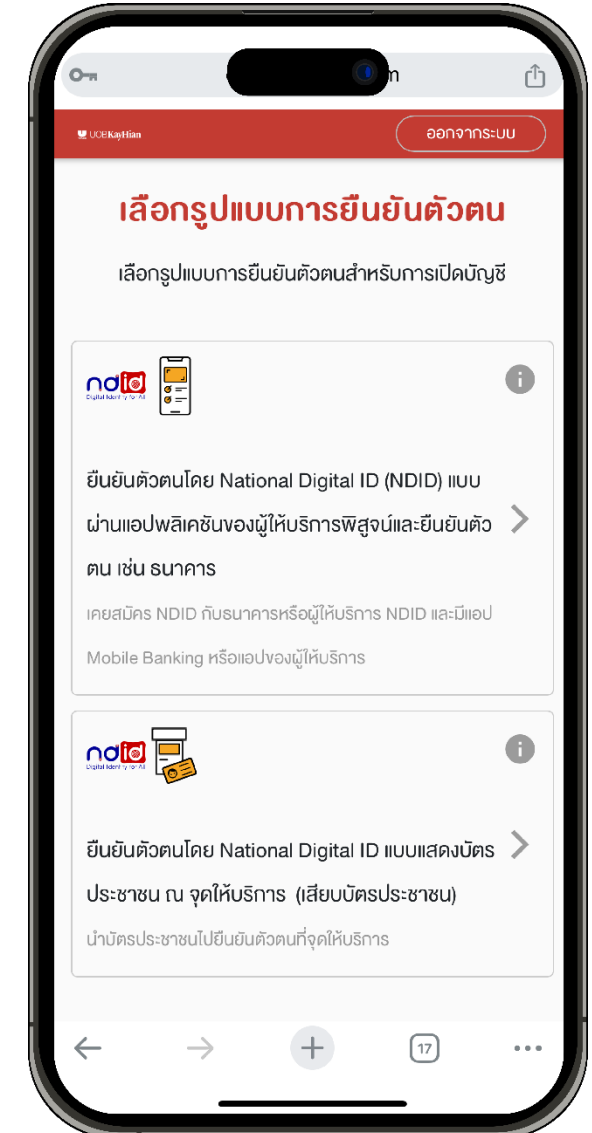 m
UOBKayHian
ออกจากระบบ
เลือกรูปแบบการยืนยันตัวตน
เลือกรูปแบบการยืนยันตัวตนสำหรับการเปิดบัญชี
ndid
Digital Identity for All
ยืนยันตัวตนโดย National Digital ID (NDID) แบบ
ผ่านแอปพลิเคชันของผู้ให้บริการพิสูจน์และยืนยันตัว
ตน เช่น ธนาคาร
เคยสมัคร NDID กับธนาคารหรือผู้ให้บริการ NDID และมีแอป
Mobile Banking หรือแอปของผู้ให้บริการ
ndid
Digital Identity for All
ยืนยันตัวตนโดย National Digital ID แบบแสดงบัตร
ประชาชน ณ จุดให้บริการ (เสียบบัตรประชาชน)
นำบัตรประชาชนไปยืนยันตัวตนที่จุดให้บริการ
17